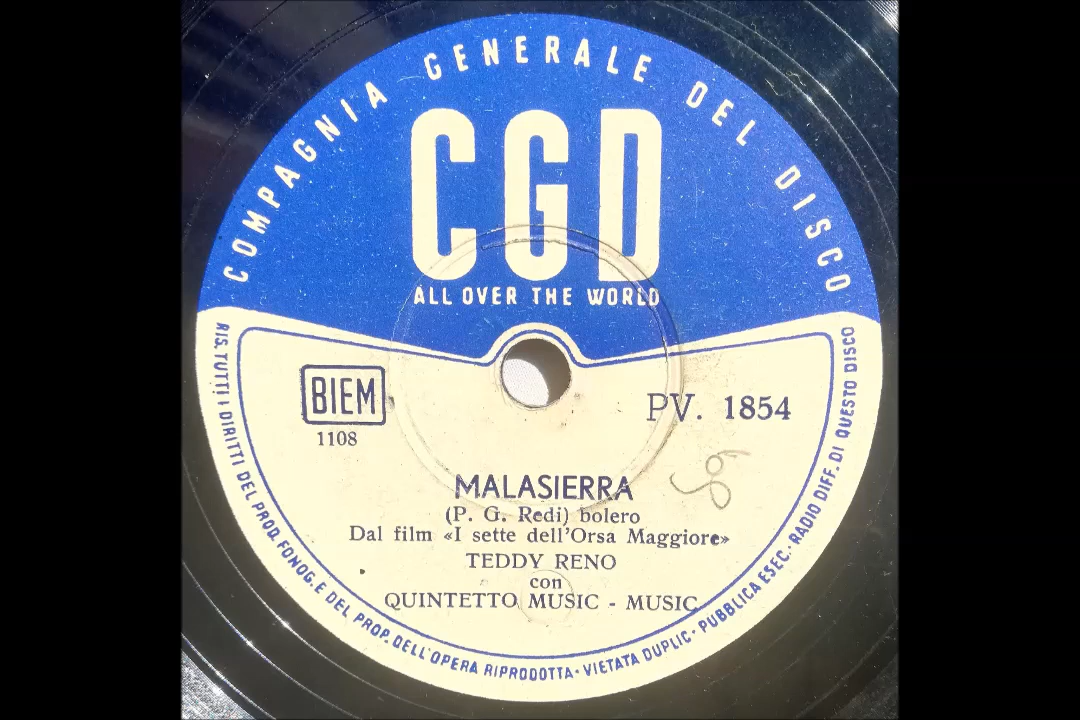 COMPAGNIA GENERALE DEL DISCO
CGD
ALL OVER THE WORLD
BIEM
1108
PV. 1854
MALASIERRA
(P. G. Redi) bolero
Dal film «I sette dell'Orsa Maggiore»
TEDDY RENO
con
QUINTETTO MUSIC - MUSIC
RIS. TUTTI I DIRITTI DEL PROD. FONOG. E DEL PROP. DELL'OPERA RIPRODOTTA • VIETATA DUPLIC • PUBBLICA ESEC. • RADIO DIFF. DI QUESTO DISCO